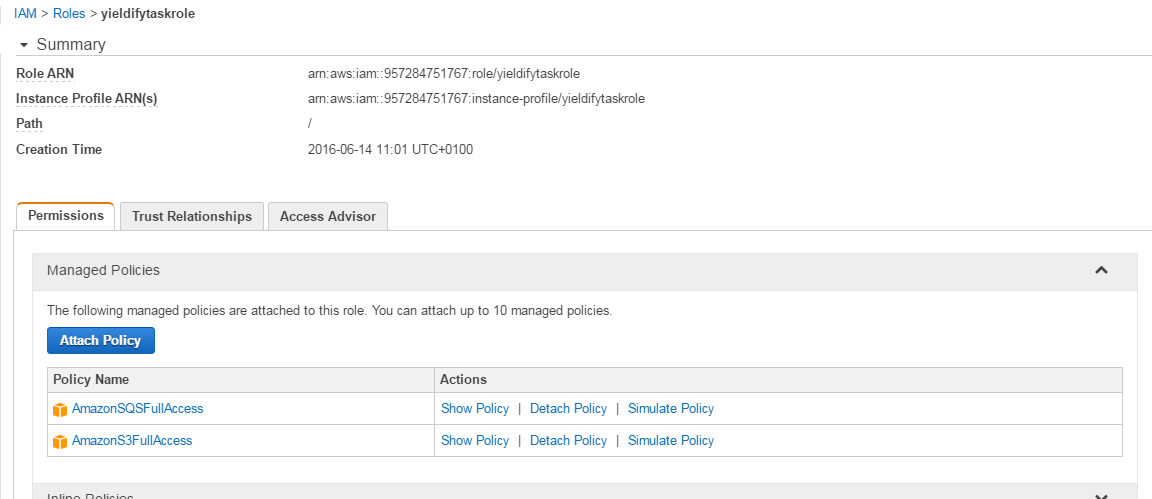 IAM > Roles > yieldifytaskrole
Summary
Role ARN arn:aws:iam::957284751767:role/yieldifytaskrole
Instance Profile ARN(s) arn:aws:iam::957284751767:instance-profile/yieldifytaskrole
Path /
Creation Time 2016-06-14 11:01 UTC+0100
Permissions Trust Relationships Access Advisor
Managed Policies
The following managed policies are attached to this role. You can attach up to 10 managed policies.
Attach Policy
Policy Name Actions
AmazonSQSFullAccess Show Policy | Detach Policy | Simulate Policy
AmazonS3FullAccess Show Policy | Detach Policy | Simulate Policy
Inline Policies